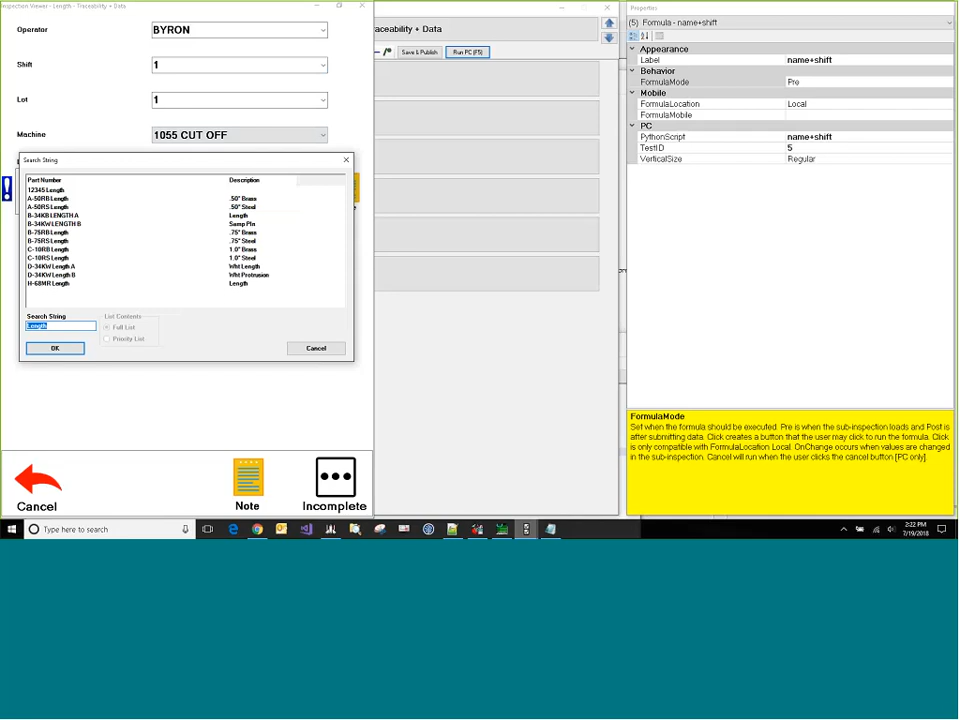 Inspection Viewer - Length - Traceability + Data
Operator
BYRON
Shift
1
Lot
1
Machine
1055 CUT OFF
Search String
Part Number
Description
12345 Length
A-50RB Length
.50" Brass
A-50RS Length
.50" Steel
B-34KB LENGTH A
Length
B-34KW LENGTH B
Samp Pln
B-75RB Length
.75" Brass
B-75RS Length
.75" Steel
C-10RB Length
1.0" Brass
C-10RS Length
1.0" Steel
D-34KW Length A
Wht Length
D-34KW Length B
Wht Protrusion
H-68MR Length
Length
Search String
Length
List Contents
Full List
Priority List
OK
Cancel
Cancel
Note
Incomplete
raceability + Data
Save & Publish
Run PC (F5)
Properties
(5) Formula - name+shift
Appearance
Label
name+shift
Behavior
FormulaMode
Pre
Mobile
FormulaLocation
Local
FormulaMobile
PC
PythonScript
name+shift
TestID
5
VerticalSize
Regular
FormulaMode
Set when the formula should be executed. Pre is when the sub-inspection loads and Post is
after submitting data. Click creates a button that the user may click to run the formula. Click
is only compatible with FormulaLocation Local. OnChange occurs when values are changed
in the sub-inspection. Cancel will run when the user clicks the cancel button [PC only].
Type here to search
2:22 PM
7/19/2018